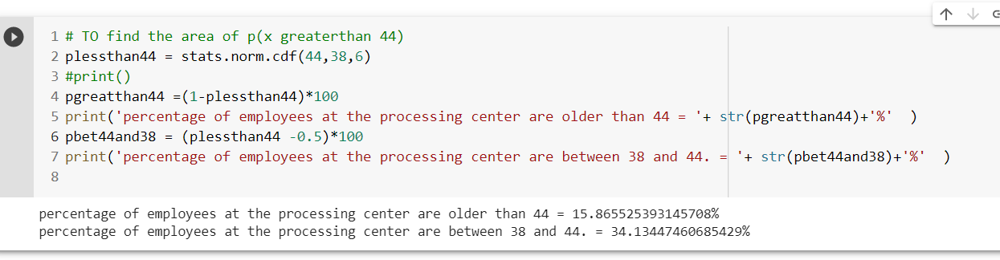 1 # TO find the area of p(x greaterthan 44)
2 plessthan44 = stats.norm.cdf(44,38,6)
3 #print()
4 pgreatthan44 =(1-plessthan44)*100
5 print('percentage of employees at the processing center are older than 44 = '+ str(pgreatthan44)+'%'  )
6 pbet44and38 = (plessthan44 -0.5)*100
7 print('percentage of employees at the processing center are between 38 and 44. = '+ str(pbet44and38)+'%'  )
8
percentage of employees at the processing center are older than 44 = 15.865525393145708%
percentage of employees at the processing center are between 38 and 44. = 34.13447460685429%